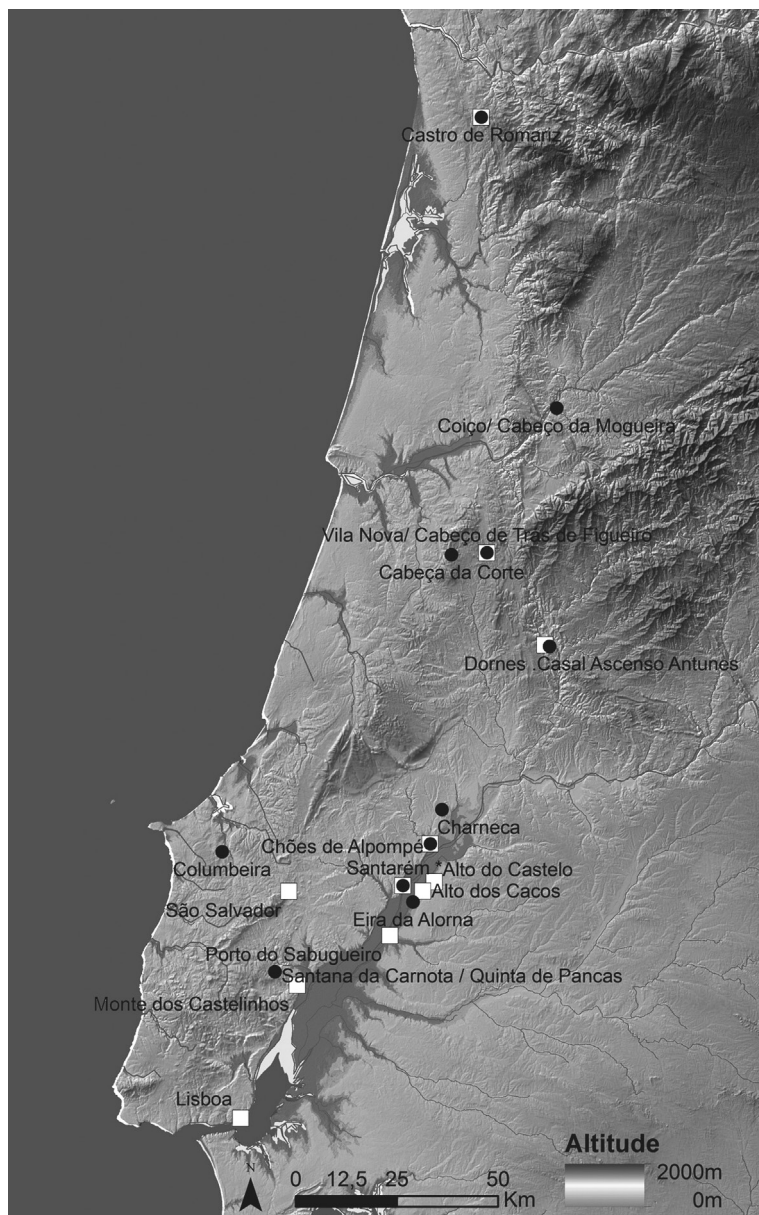 Castro de Romariz
Coiço/ Cabeço da Mogueira
Vila Nova/ Cabeço de Trás de Figueiró
Cabeça da Corte
Dornes .Casal Ascenso Antunes
Charneca
Chões de Alpompé
Santarém * Alto do Castelo
Columbeira
Alto dos Cacos
São Salvador
Eira da Alorna
Porto do Sabugueiro
Santana da Carnota / Quinta de Pancas
Monte dos Castelinhos
Lisboa
Altitude
N
0 12,5 25 50
Km
2000m
0m